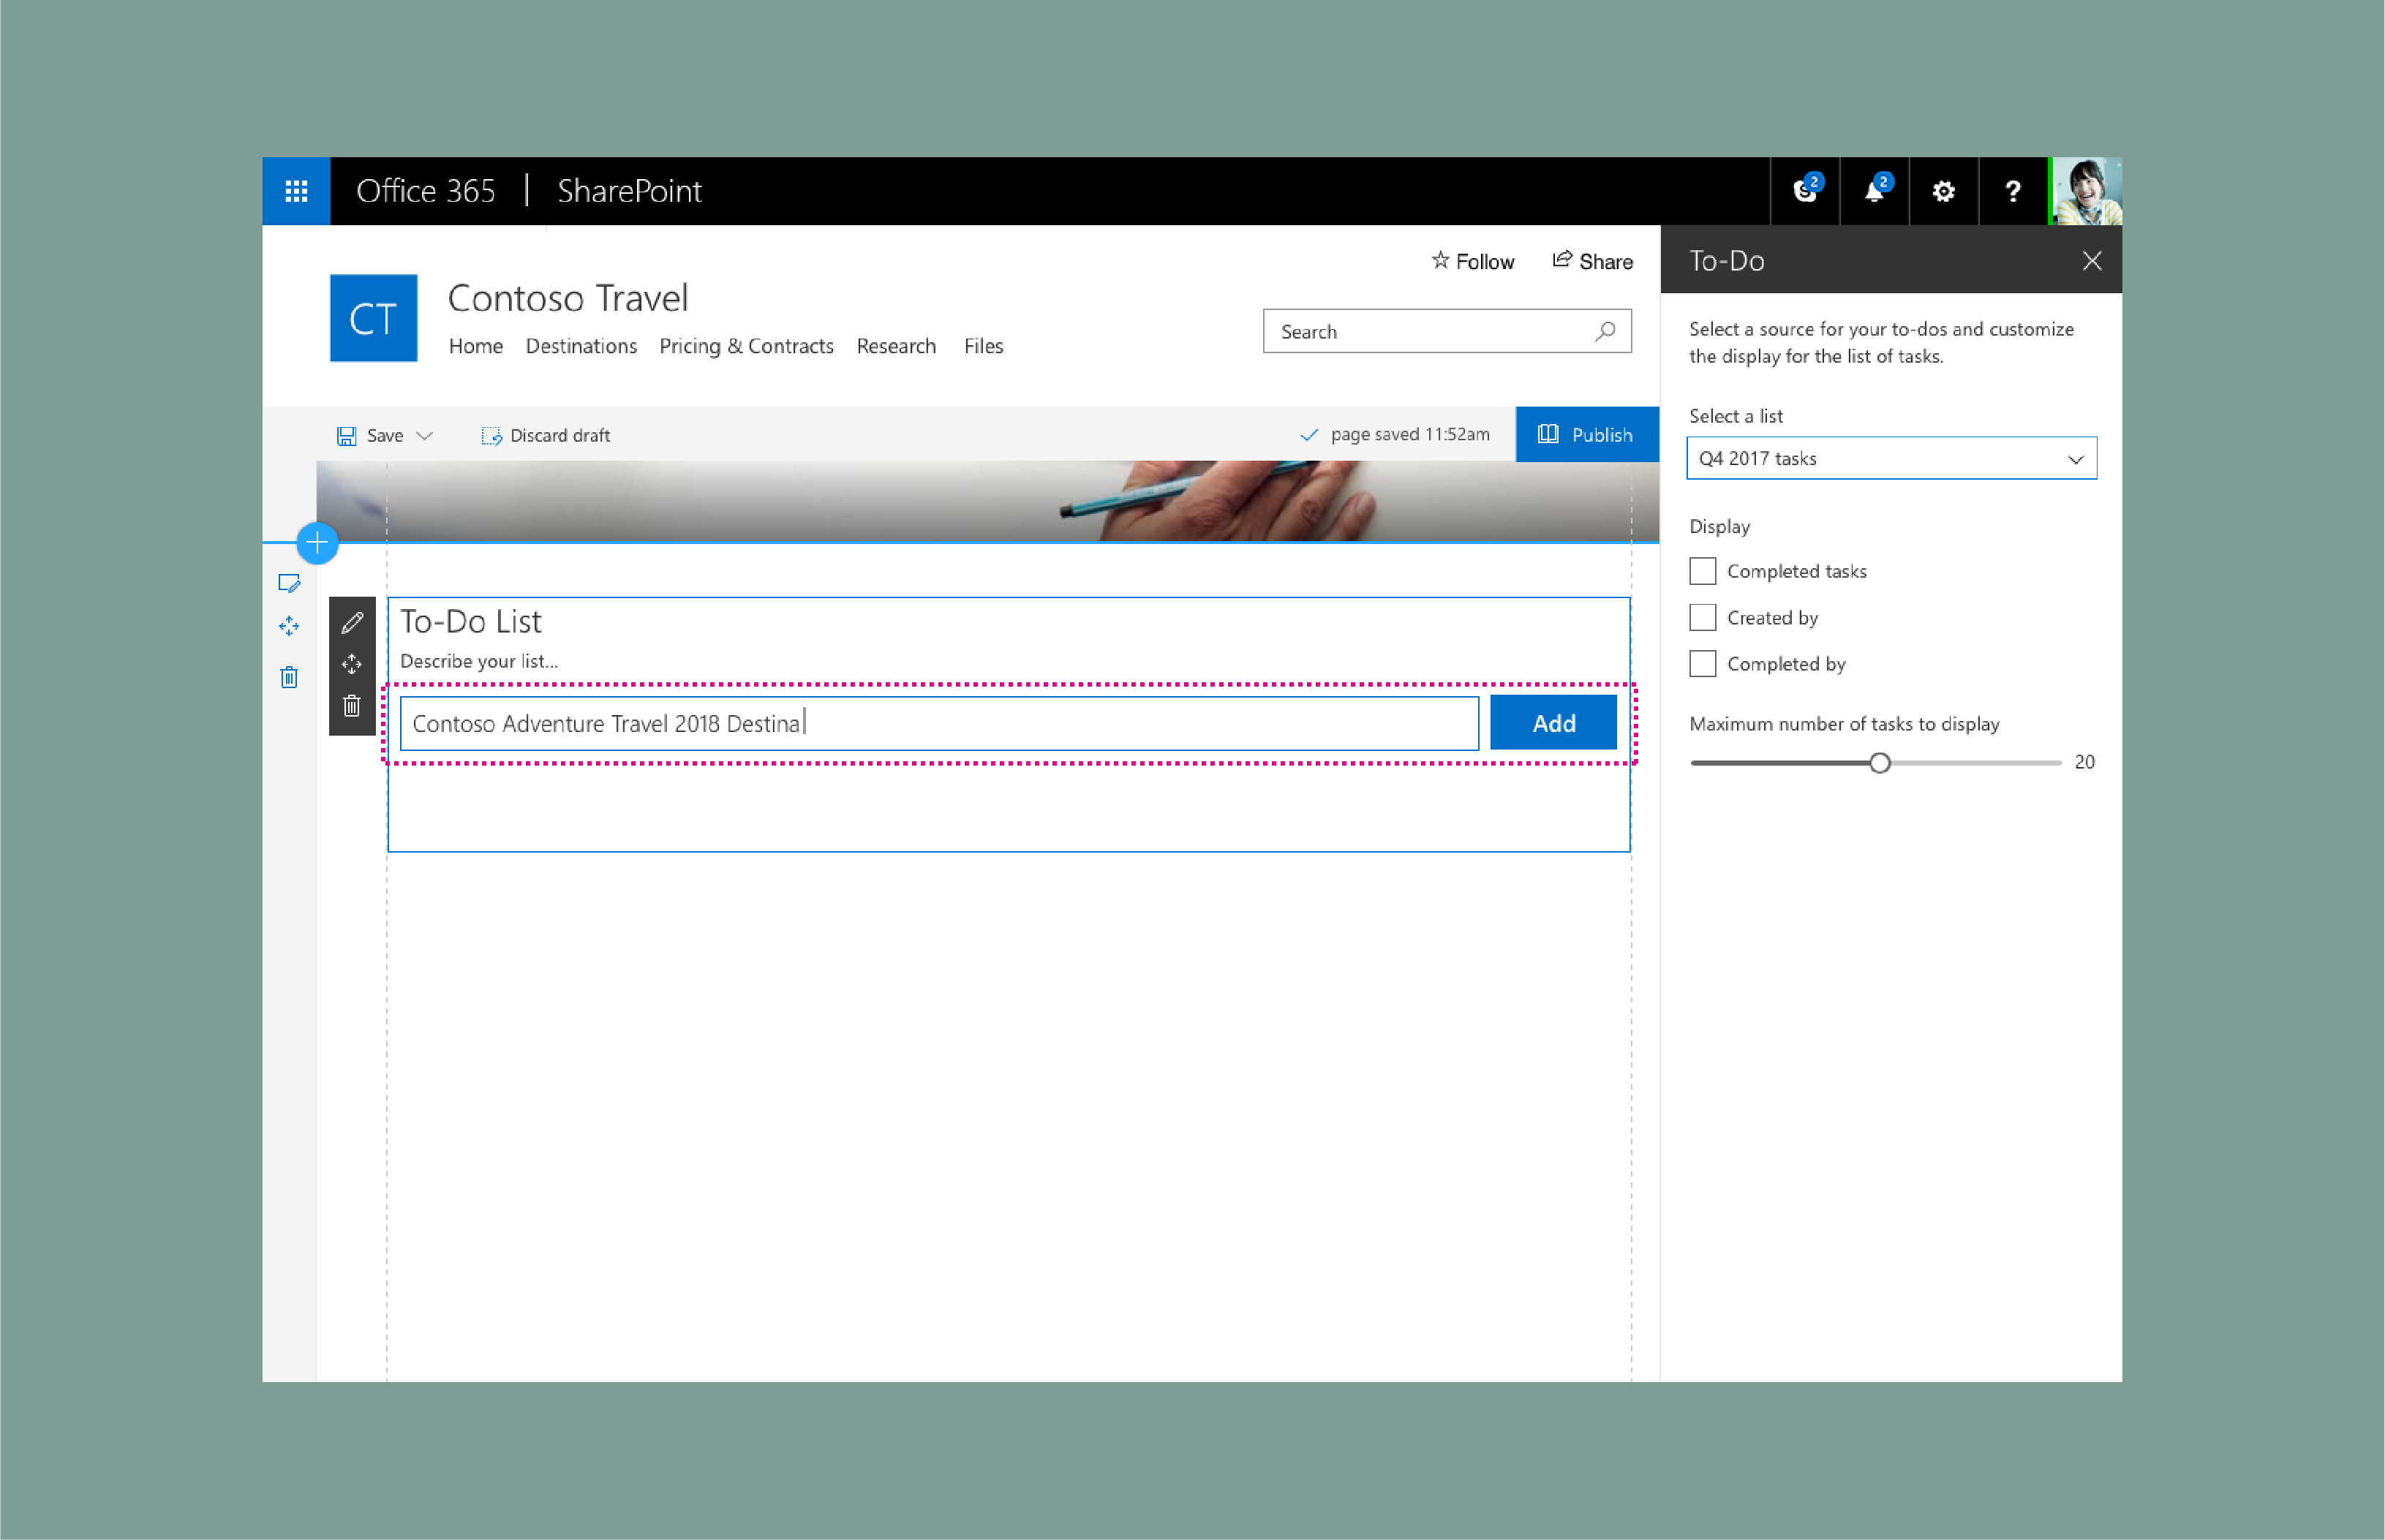 Office 365 | SharePoint
2
2
?
Follow
Share
CT
Contoso Travel
Home Destinations Pricing & Contracts Research Files
Search
Save
Discard draft
page saved 11:52am
Publish
To-Do List
Describe your list...
Contoso Adventure Travel 2018 Destina
Add
To-Do
Select a source for your to-dos and customize
the display for the list of tasks.
Select a list
Q4 2017 tasks
Display
Completed tasks
Created by
Completed by
Maximum number of tasks to display
20